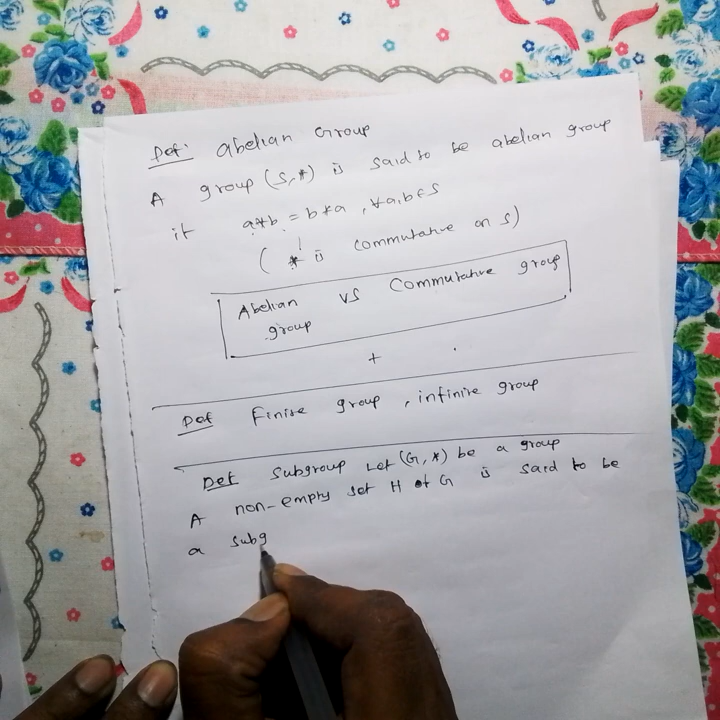 Def: Abelian Group
A group (S,*) is said to be abelian group
if a*b = b*a , ∀a,b∈S
( * is commutative on S)
Abelian vs Commutative group
group
+ .
Def Finite group , infinite group
Def Subgroup Let (G,*) be a group
A non-empty set H of G is said to be
a subg